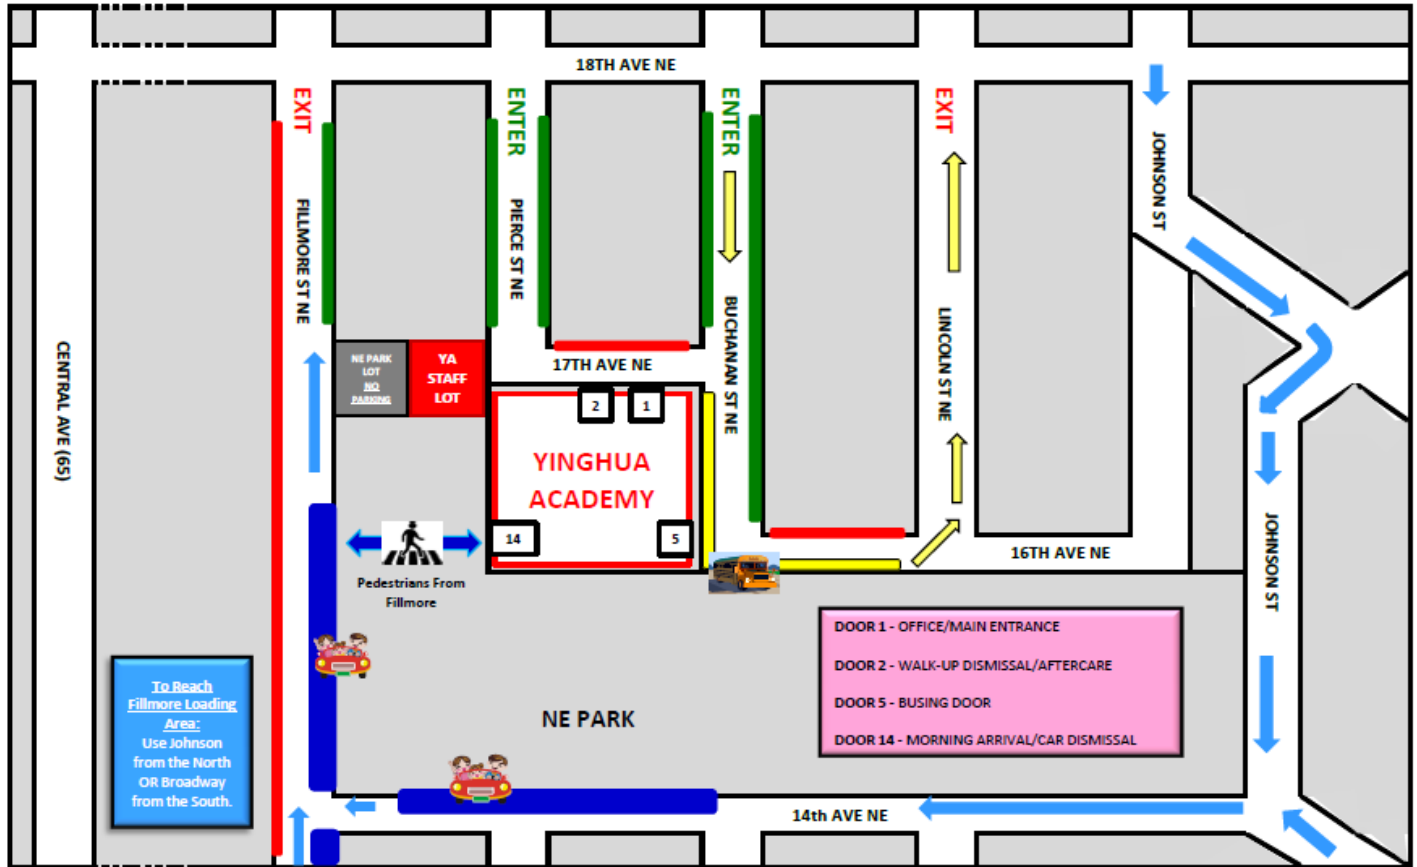 18TH AVE NE
EXIT
ENTER
ENTER
EXIT
JOHNSON ST
FILLMORE ST NE
PIERCE ST NE
BUCHANAN ST NE
LINCOLN ST NE
CENTRAL AVE (65)
NE PARK
LOT
NO
PARKING
YA
STAFF
LOT
17TH AVE NE
2
1
YINGHUA
ACADEMY
14
5
16TH AVE NE
JOHNSON ST
Pedestrians From
Fillmore
DOOR 1 - OFFICE/MAIN ENTRANCE
DOOR 2 - WALK-UP DISMISSAL/AFTERCARE
DOOR 5 - BUSING DOOR
DOOR 14 - MORNING ARRIVAL/CAR DISMISSAL
To Reach
Fillmore Loading
Area:
Use Johnson
from the North
OR Broadway
from the South.
NE PARK
14th AVE NE